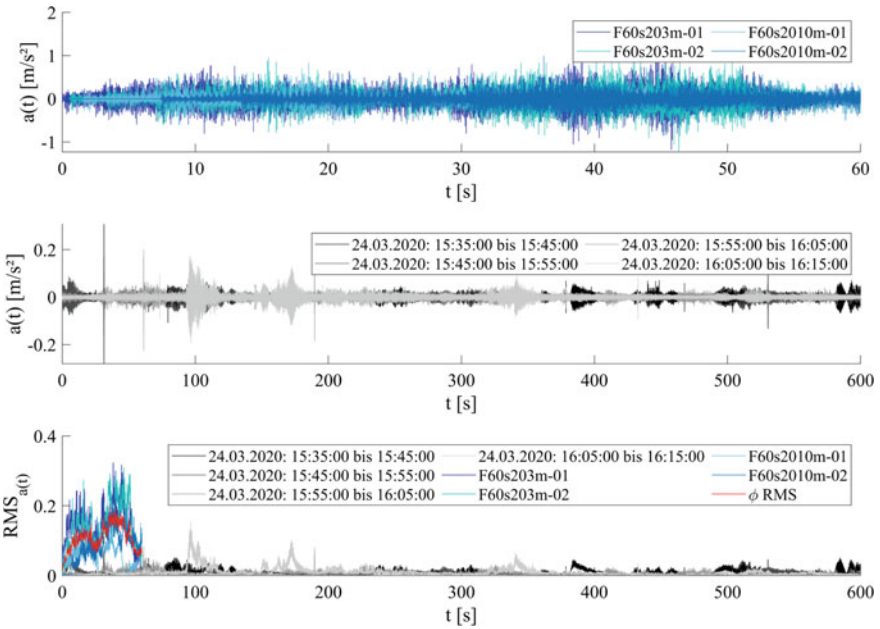 2
1
0
-1
a(t) [m/s²]
F60s203m-01 F60s2010m-01
F60s203m-02 F60s2010m-02
0 10 20 30 40 50 60
t [s]
0.2
0
-0.2
a(t) [m/s²]
24.03.2020: 15:35:00 bis 15:45:00 24.03.2020: 15:55:00 bis 16:05:00
24.03.2020: 15:45:00 bis 15:55:00 24.03.2020: 16:05:00 bis 16:15:00
0 100 200 300 400 500 600
t [s]
0.4
0.2
0
RMSa(t)
24.03.2020: 15:35:00 bis 15:45:00 24.03.2020: 16:05:00 bis 16:15:00 F60s2010m-01
24.03.2020: 15:45:00 bis 15:55:00 F60s203m-01 F60s2010m-02
24.03.2020: 15:55:00 bis 16:05:00 F60s203m-02 ϕ RMS
0 100 200 300 400 500 600
t [s]